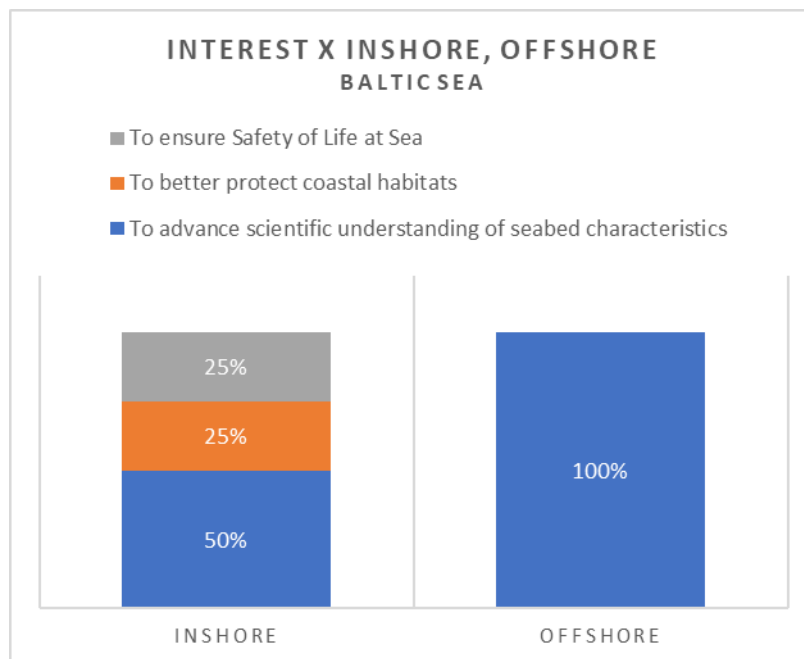 INTEREST X INSHORE, OFFSHORE
BALTIC SEA
To ensure Safety of Life at Sea
To better protect coastal habitats
To advance scientific understanding of seabed characteristics
25%
25%
100%
50%
INSHORE
OFFSHORE